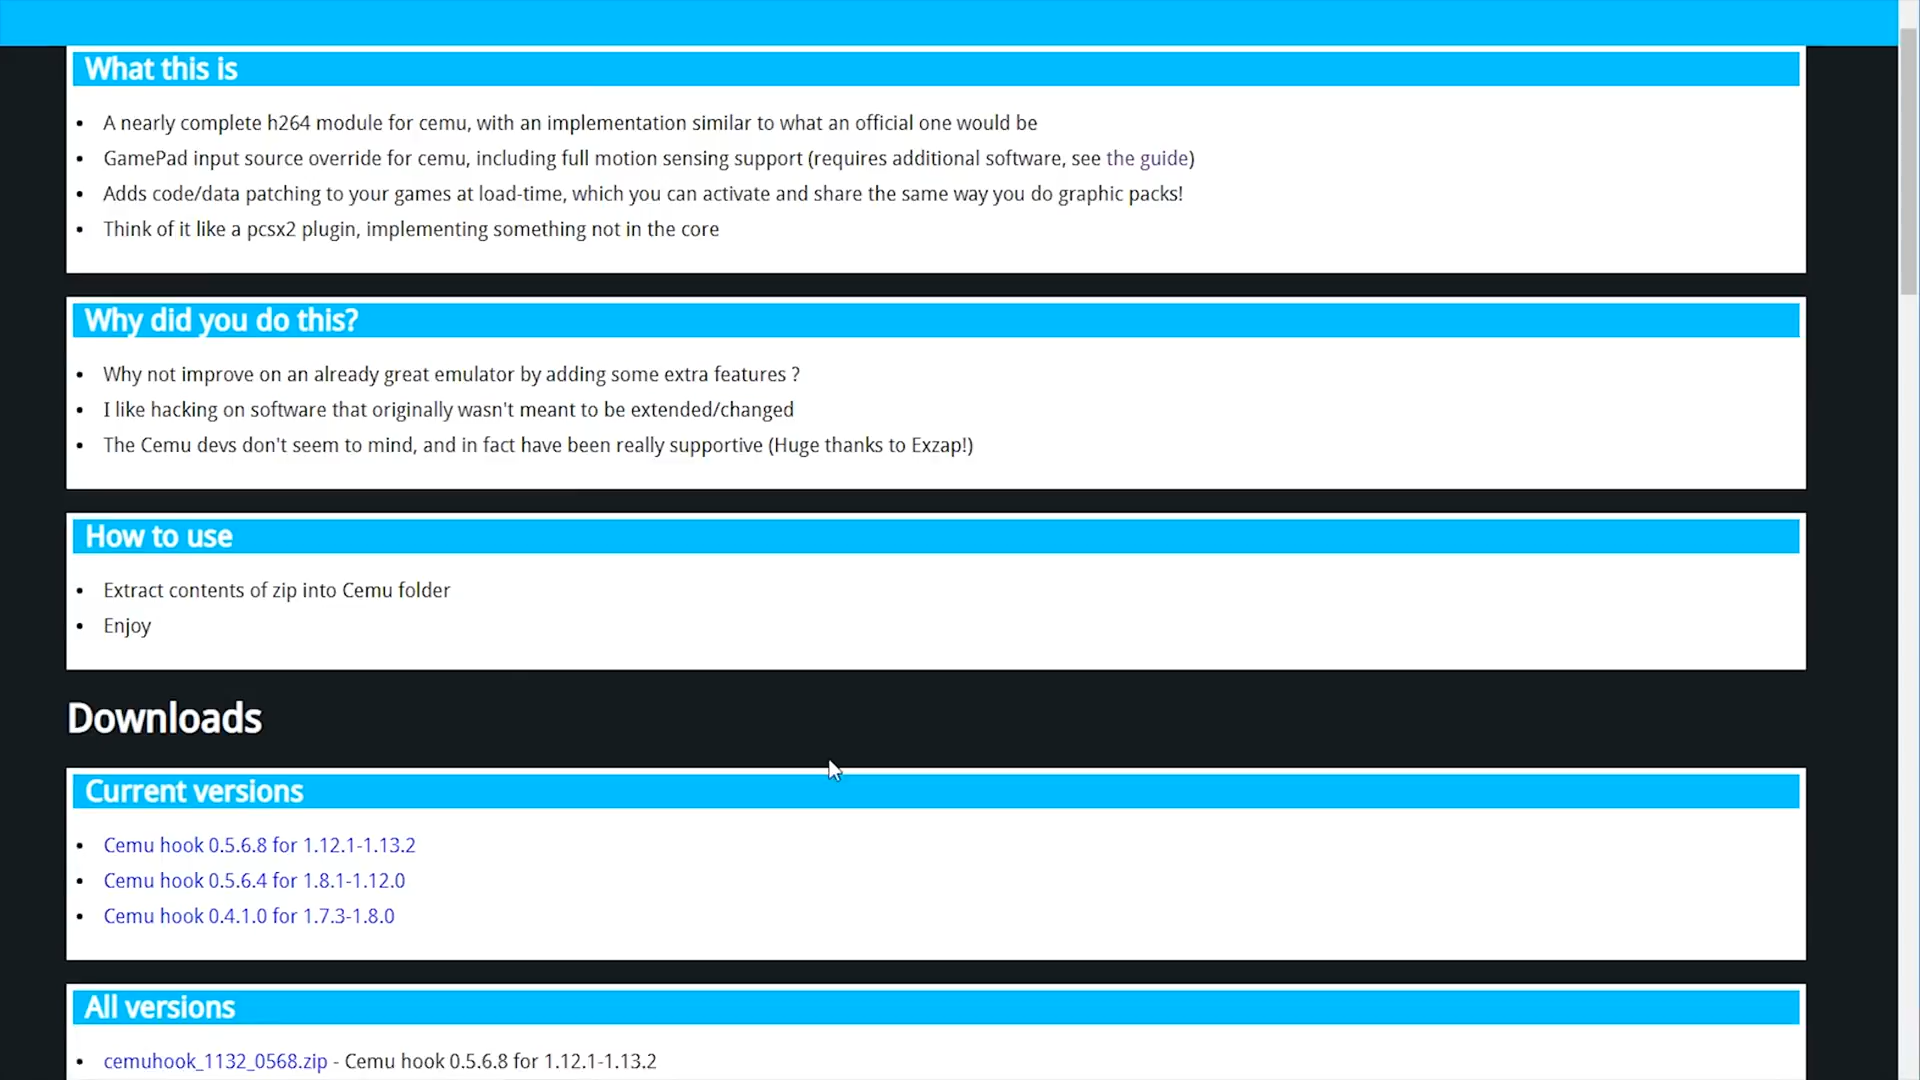 What this is
A nearly complete h264 module for cemu, with an implementation similar to what an official one would be
GamePad input source override for cemu, including full motion sensing support (requires additional software, see the guide)
Adds code/data patching to your games at load-time, which you can activate and share the same way you do graphic packs!
Think of it like a pcsx2 plugin, implementing something not in the core
Why did you do this?
Why not improve on an already great emulator by adding some extra features ?
I like hacking on software that originally wasn't meant to be extended/changed
The Cemu devs don't seem to mind, and in fact have been really supportive (Huge thanks to Exzap!)
How to use
Extract contents of zip into Cemu folder
Enjoy
Downloads
Current versions
Cemu hook 0.5.6.8 for 1.12.1-1.13.2
Cemu hook 0.5.6.4 for 1.8.1-1.12.0
Cemu hook 0.4.1.0 for 1.7.3-1.8.0
All versions
cemuhook_1132_0568.zip - Cemu hook 0.5.6.8 for 1.12.1-1.13.2